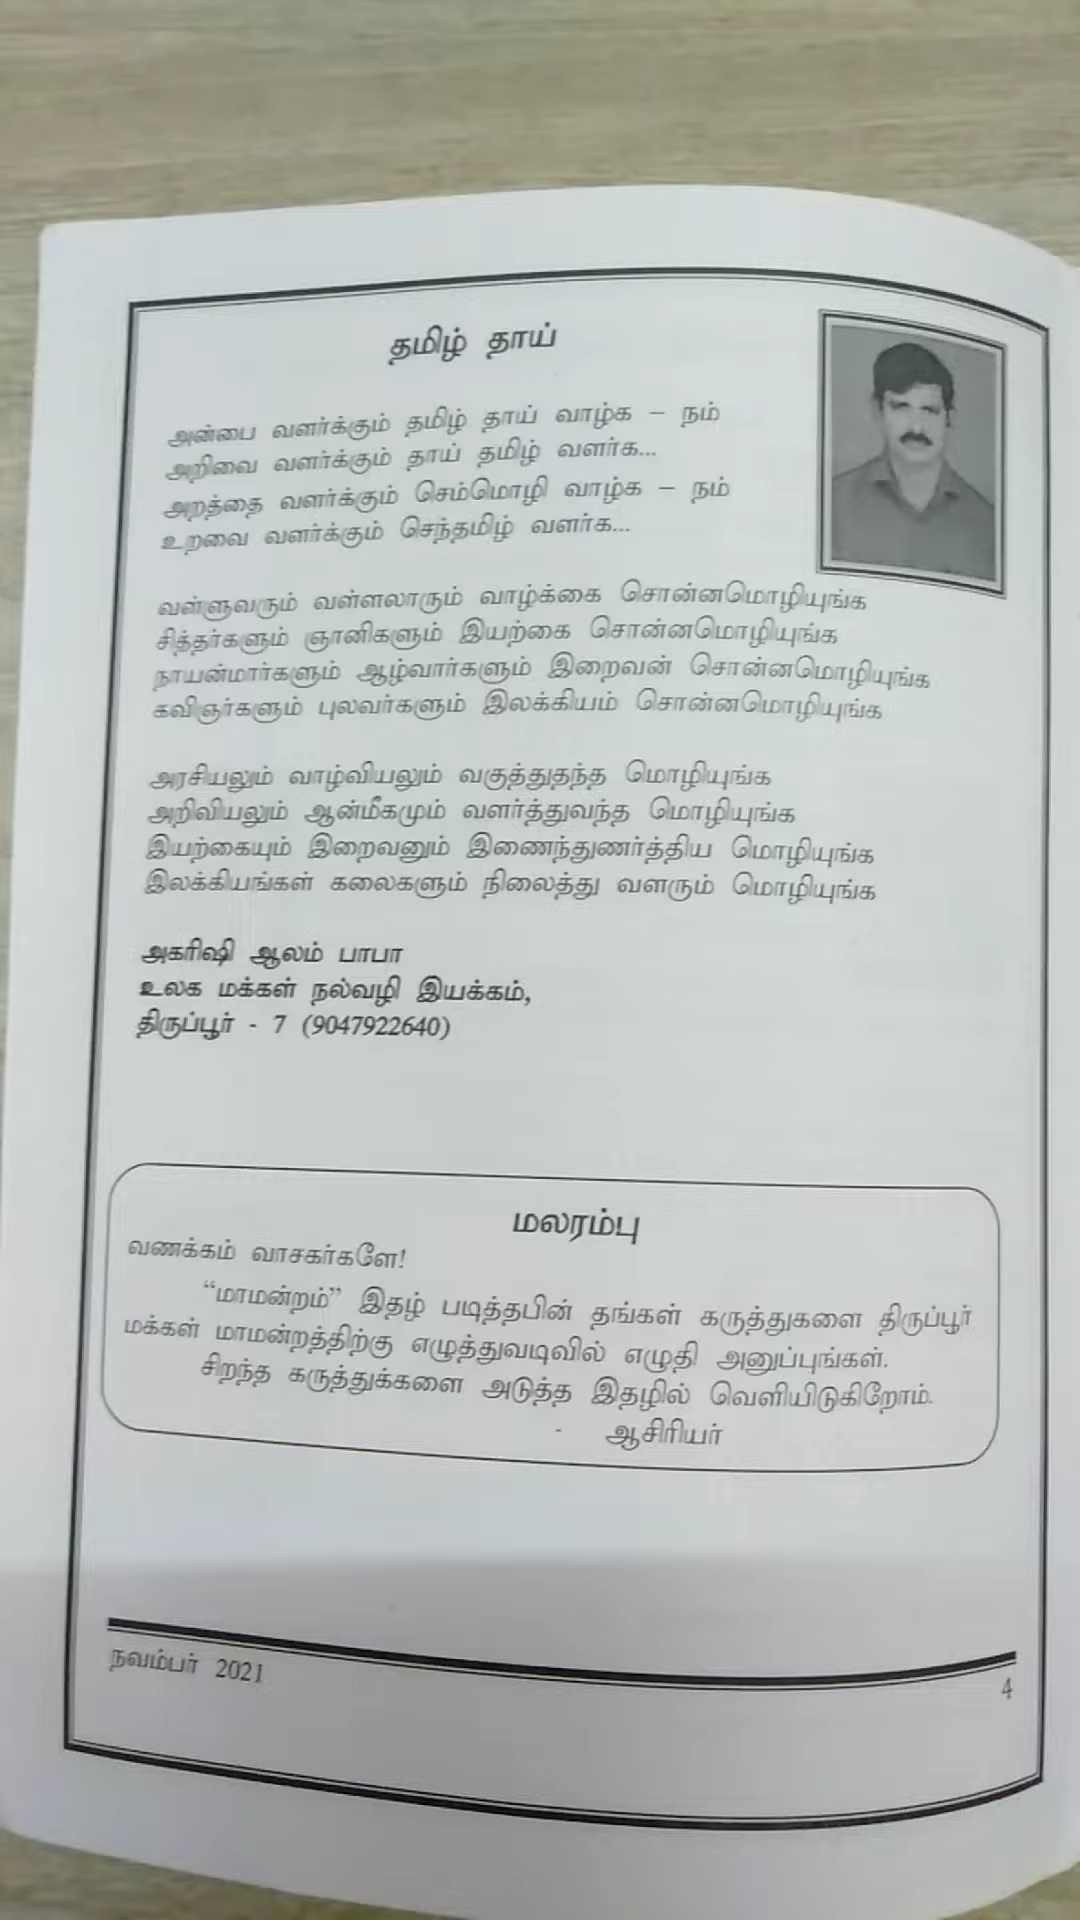 தமிழ் தாய்
அன்பை வளர்க்கும் தமிழ் தாய் வாழ்க – நம்
அறிவை வளர்க்கும் தாய் தமிழ் வளர்க...
அறத்தை வளர்க்கும் செம்மொழி வாழ்க – நம்
உறவை வளர்க்கும் செந்தமிழ் வளர்க...
வள்ளுவரும் வள்ளலாரும் வாழ்க்கை சொன்னமொழியுங்க
சித்தர்களும் ஞானிகளும் இயற்கை சொன்னமொழியுங்க
நாயன்மார்களும் ஆழ்வார்களும் இறைவன் சொன்னமொழியுங்க
கவிஞர்களும் புலவர்களும் இலக்கியம் சொன்னமொழியுங்க
அரசியலும் வாழ்வியலும் வகுத்துதந்த மொழியுங்க
அறிவியலும் ஆன்மீகமும் வளர்த்துவந்த மொழியுங்க
இயற்கையும் இறைவனும் இணைந்துணர்த்திய மொழியுங்க
இலக்கியங்கள் கலைகளும் நிலைத்து வளரும் மொழியுங்க
அகரிஷி ஆலம் பாபா
உலக மக்கள் நல்வழி இயக்கம்,
திருப்பூர் - 7 (9047922640)
மலரம்பு
வணக்கம் வாசகர்களே!
“மாமன்றம்” இதழ் படித்தபின் தங்கள் கருத்துகளை திருப்பூர்
மக்கள் மாமன்றத்திற்கு எழுத்துவடிவில் எழுதி அனுப்புங்கள்.
சிறந்த கருத்துக்களை அடுத்த இதழில் வெளியிடுகிறோம்.
- ஆசிரியர்
நவம்பர் 2021
4